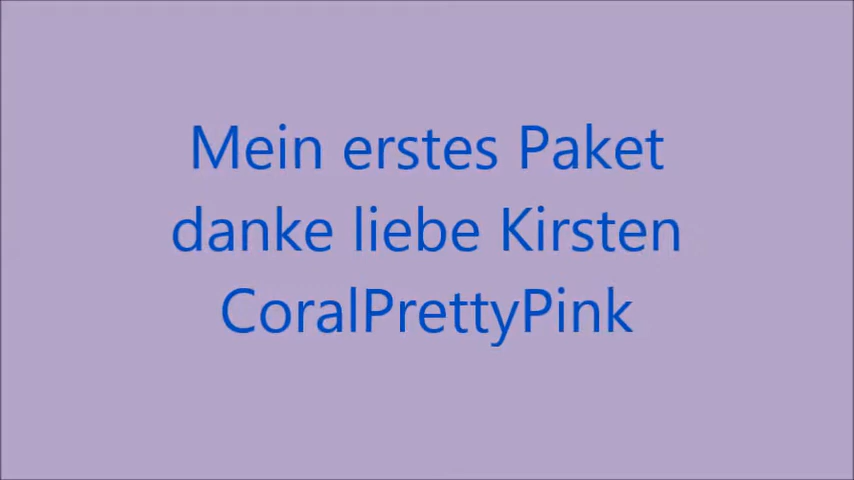 Mein erstes Paket
danke liebe Kirsten
CoralPrettyPink